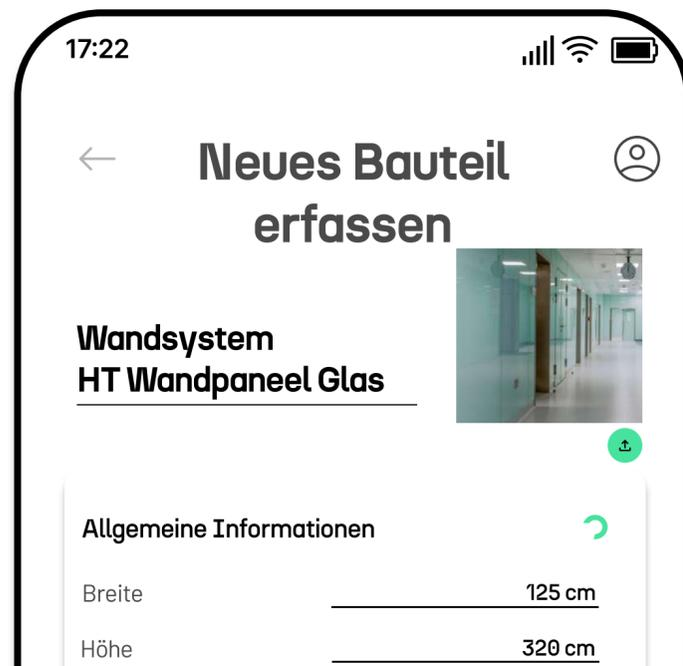 17:22
Neues Bauteil
erfassen
Wandsystem
HT Wandpaneel Glas
Allgemeine Informationen
Breite 125 cm
Höhe 320 cm